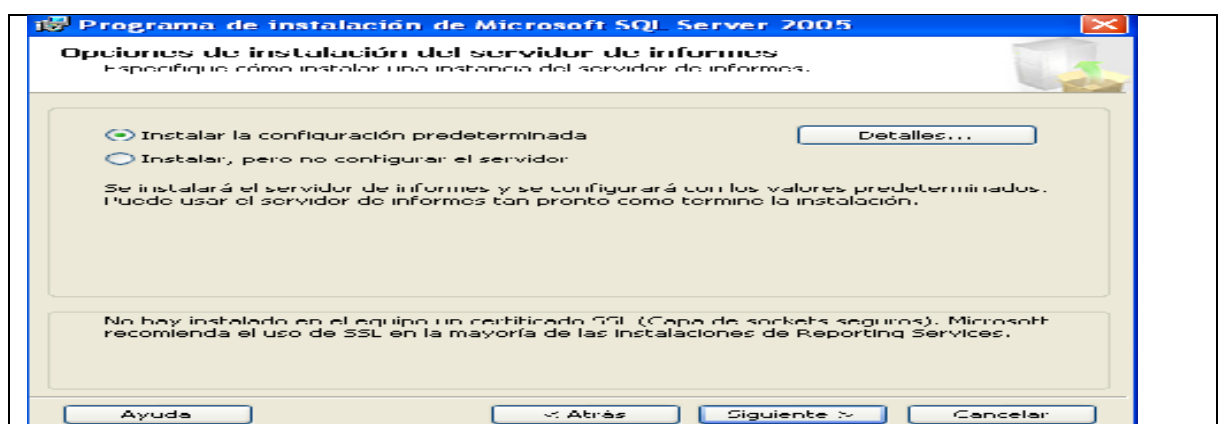 Programa de instalación de Microsoft SQL Server 2005
Opciones de instalación del servidor de informes
Especifique cómo instalar una instancia del servidor de informes.
Instalar la configuración predeterminada
Detalles...
Instalar, pero no configurar el servidor
Se instalará el servidor de informes y se configurará con los valores predeterminados.
Puede usar el servidor de informes tan pronto como termine la instalación.
No hay instalado en el equipo un certificado SSL (Capa de sockets seguros). Microsoft
recomienda el uso de SSL en la mayoría de las instalaciones de Reporting Services.
Ayuda
< Atrás
Siguiente >
Cancelar